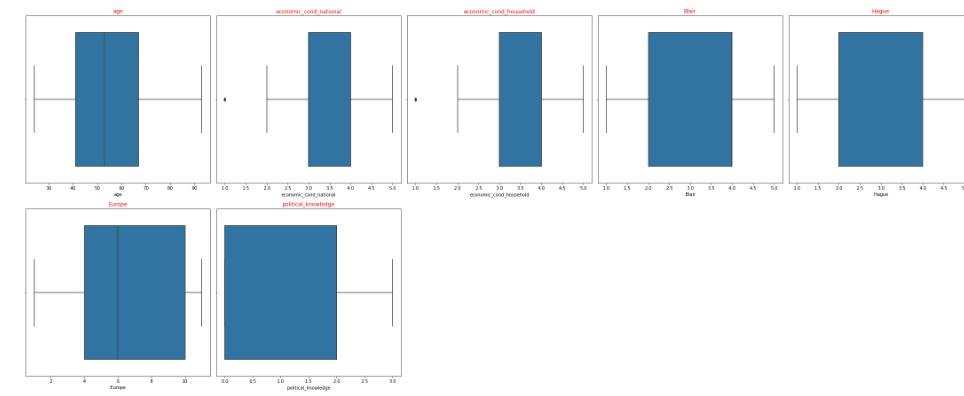 age
economic_cond_national
economic_cond_household
Blair
Hague
30 40 50 60 70 80 90
1.0 1.5 2.0 2.5 3.0 3.5 4.0 4.5 5.0
1.0 1.5 2.0 2.5 3.0 3.5 4.0 4.5 5.0
1.0 1.5 2.0 2.5 3.0 3.5 4.0 4.5 5.0
1.0 1.5 2.0 2.5 3.0 3.5 4.0 4.5
age
economic_cond_national
economic_cond_household
Blair
Hague
Europe
political_knowledge
2 4 6 8 10
0.0 0.5 1.0 1.5 2.0 2.5 3.0
Europe
political_knowledge